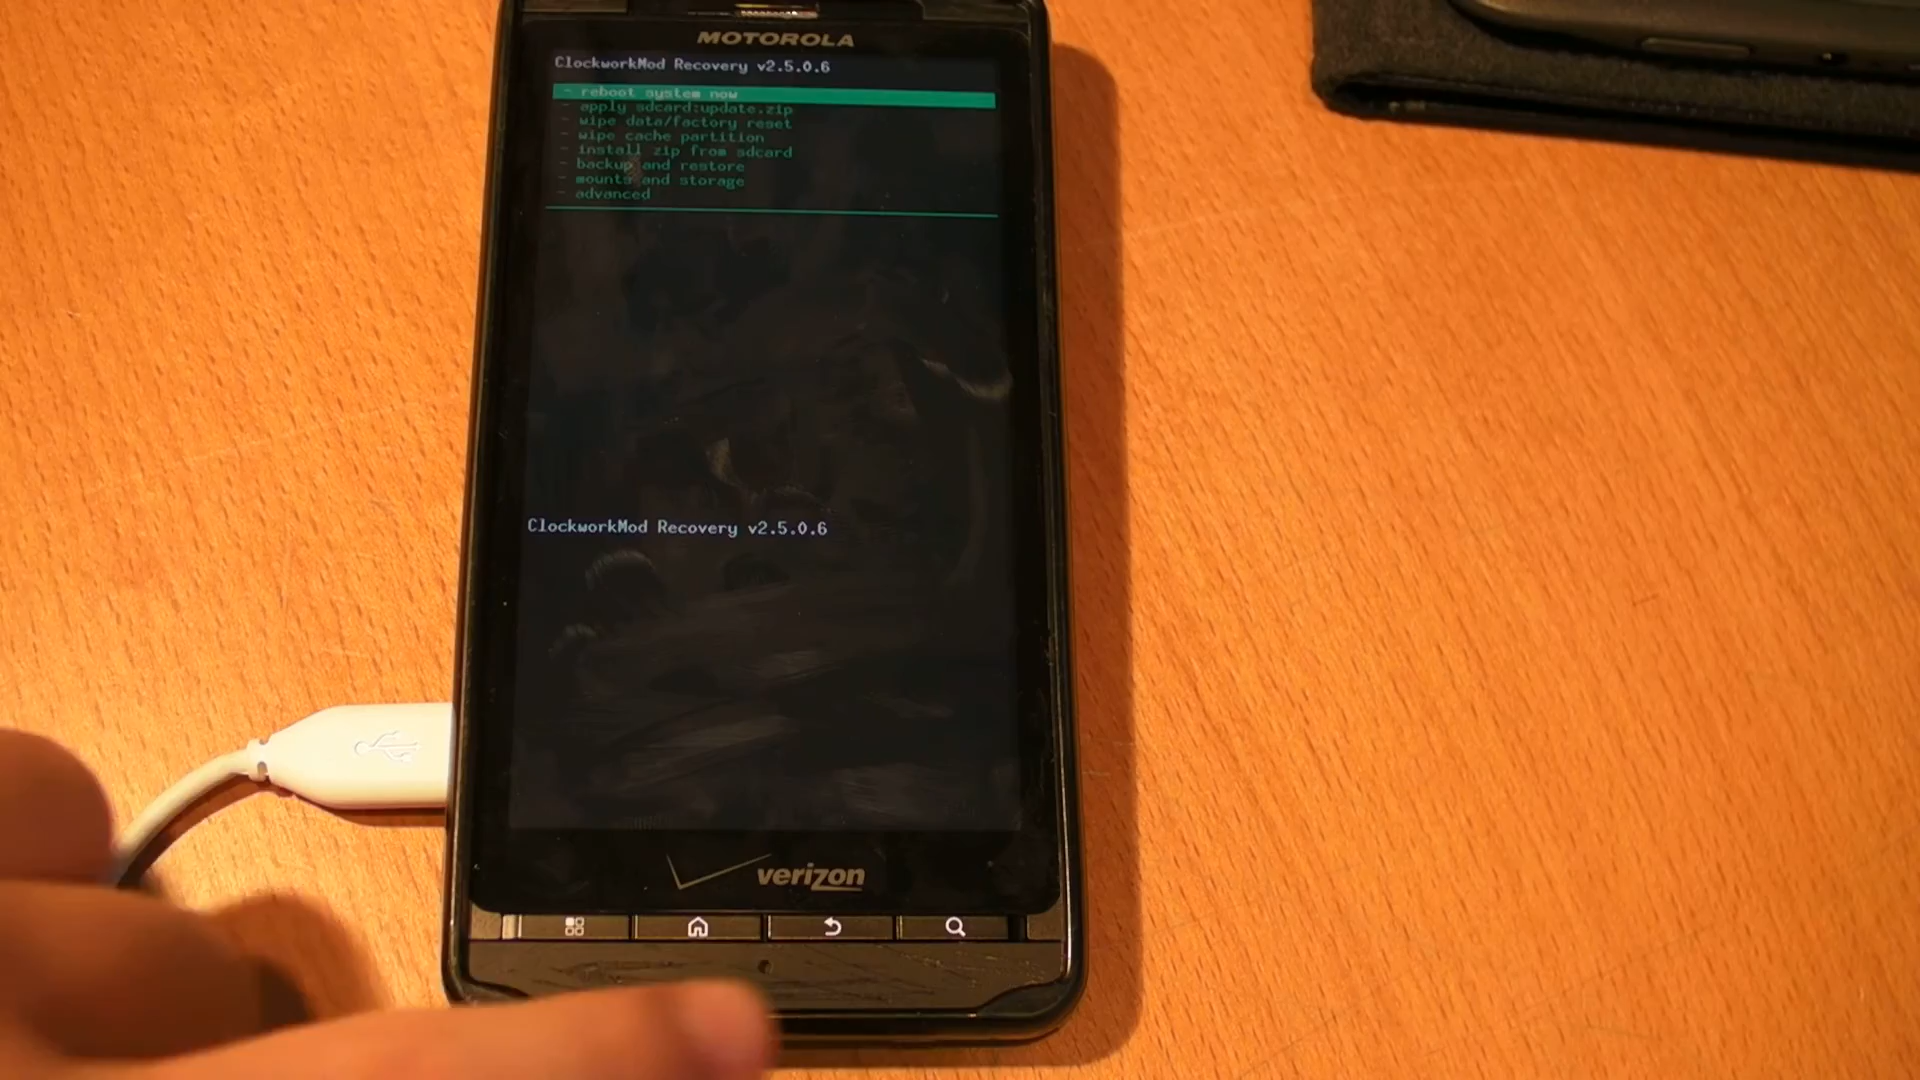 MOTOROLA
ClockworkMod Recovery v2.5.0.6
- reboot system now
- apply sdcard:update.zip
- wipe data/factory reset
- wipe cache partition
- install zip from sdcard
- backup and restore
- mounts and storage
- advanced
ClockworkMod Recovery v2.5.0.6
verizon